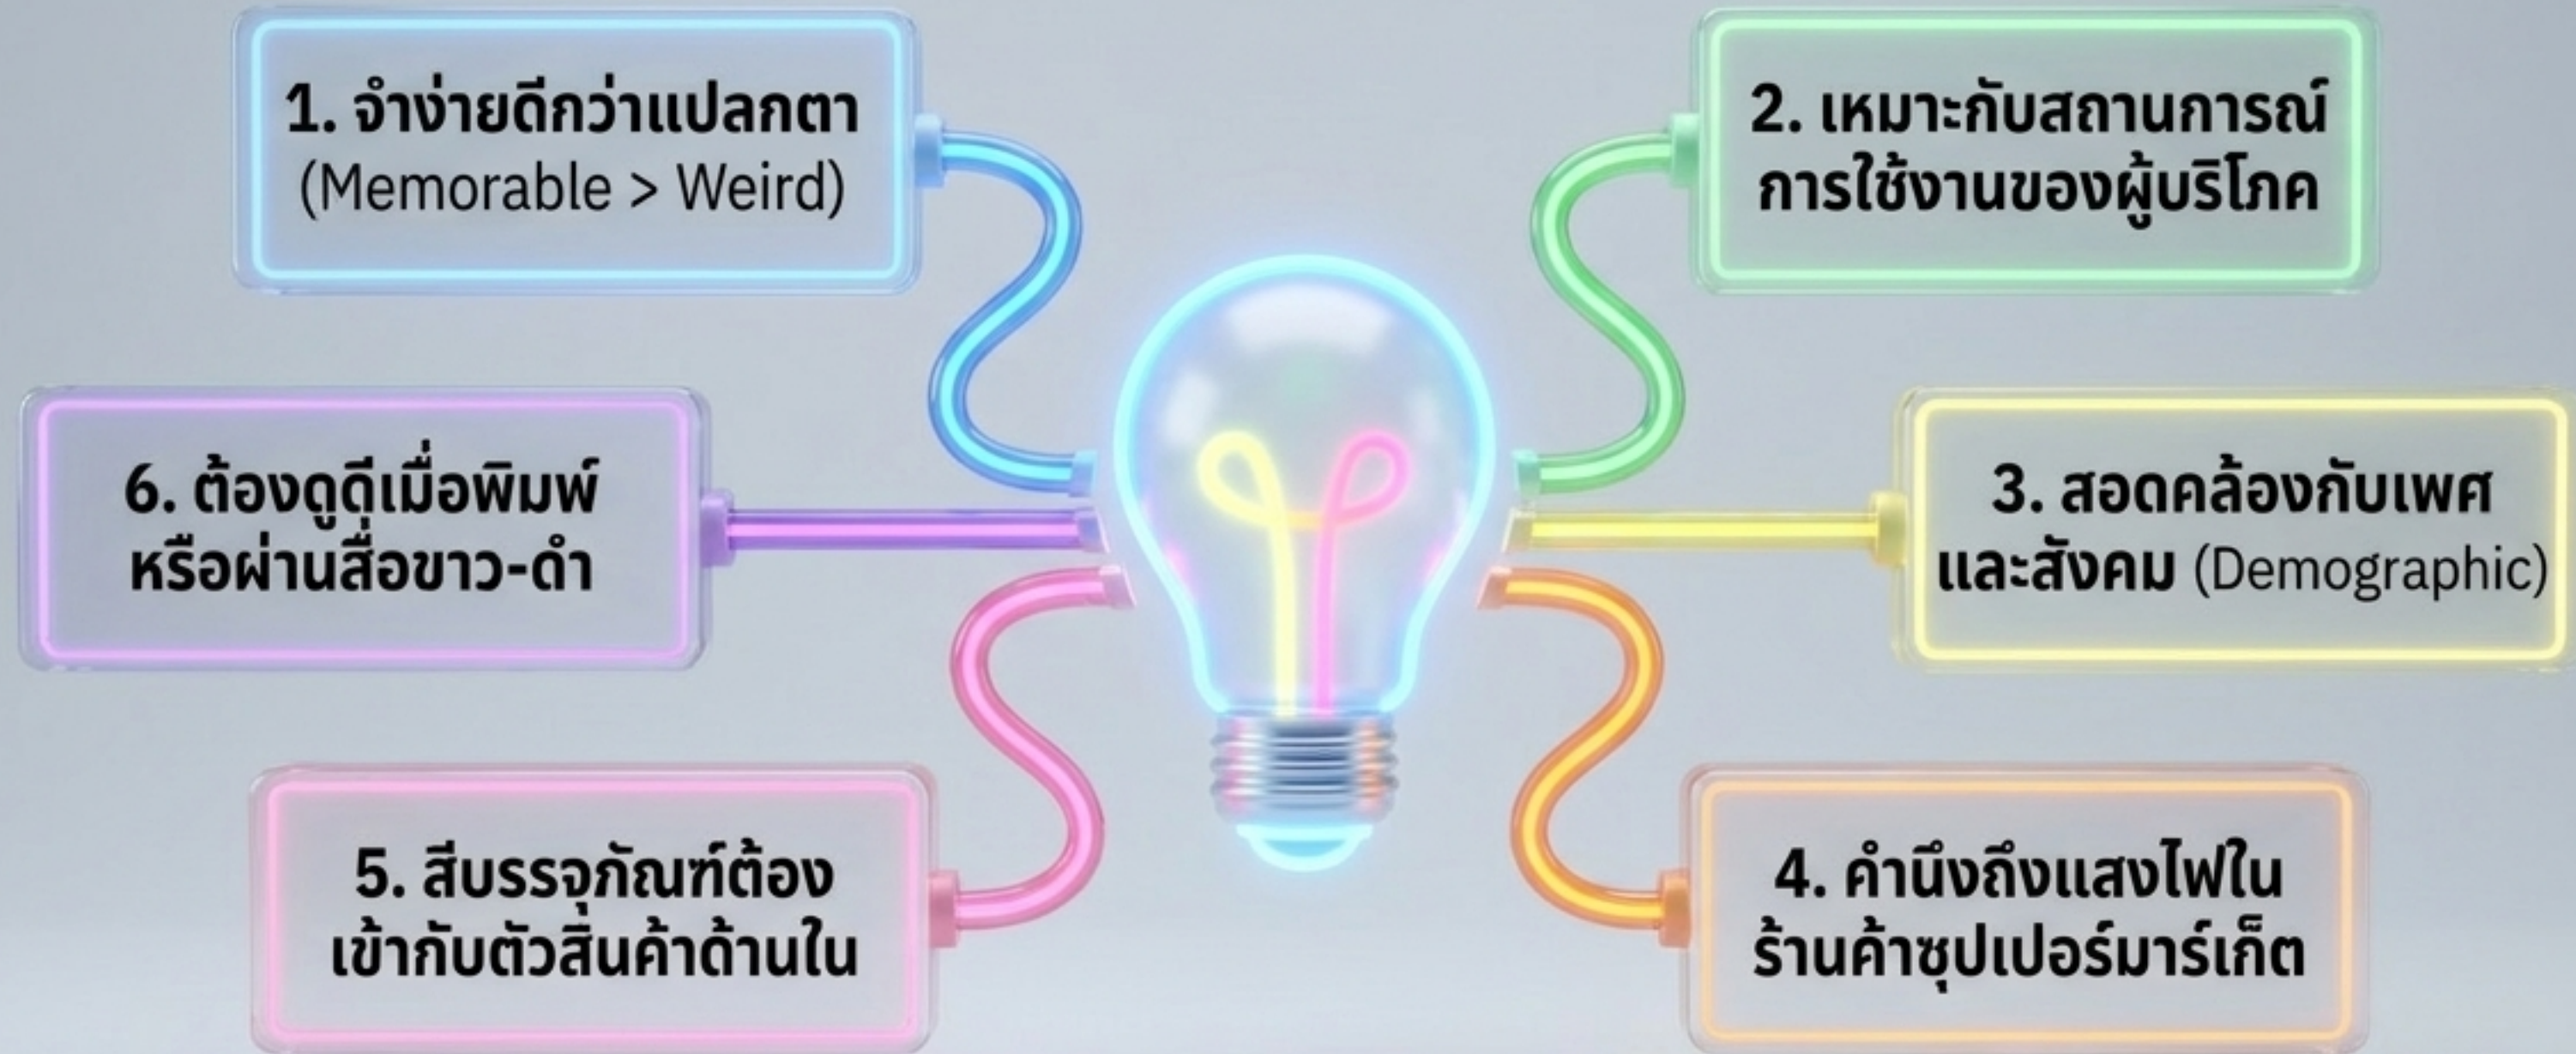 1. จำง่ายดีกว่าแปลกตา
(Memorable > Weird)
2. เหมาะกับสถานการณ์
การใช้งานของผู้บริโภค
3. สอดคล้องกับเพศ
และสังคม (Demographic)
4. คำนึงถึงแสงไฟใน
ร้านค้าซุปเปอร์มาร์เก็ต
5. สีบรรจุภัณฑ์ต้อง
เข้ากับตัวสินค้าด้านใน
6. ต้องดูดีเมื่อพิมพ์
หรือผ่านสื่อขาว-ดำ